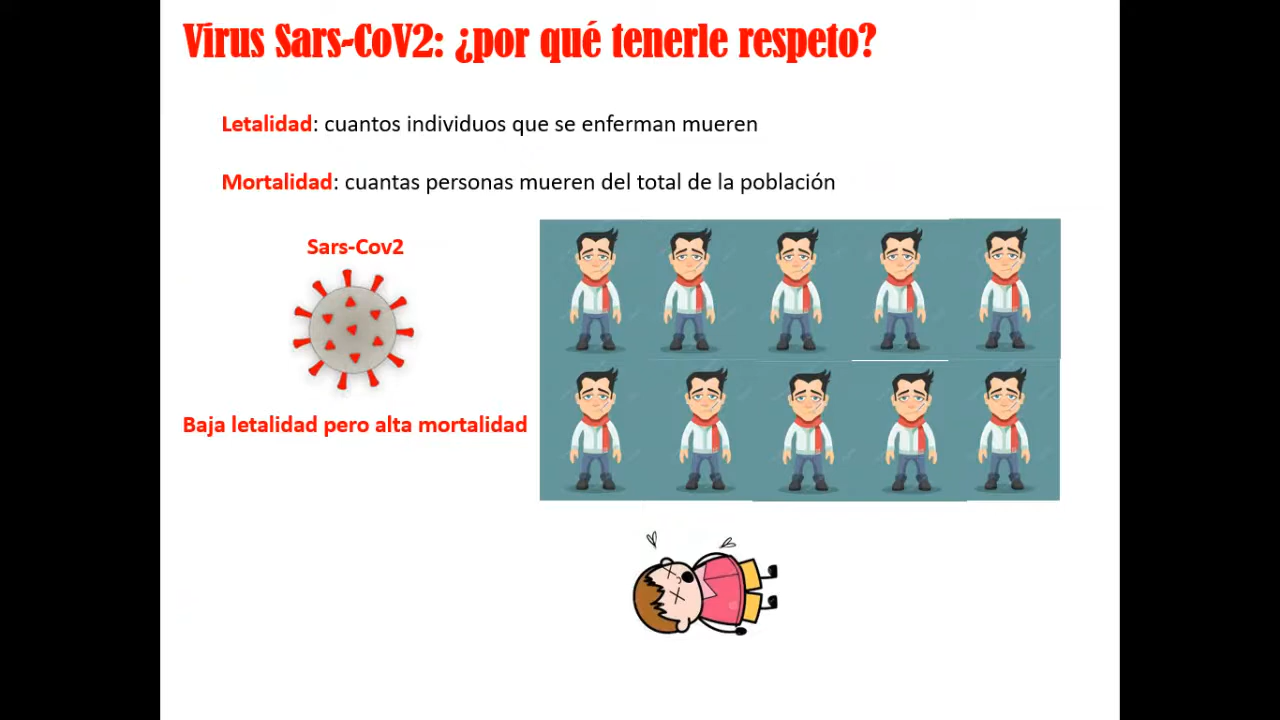 Virus Sars-CoV2: ¿por qué tenerle respeto?
Letalidad: cuantos individuos que se enferman mueren
Mortalidad: cuantas personas mueren del total de la población
Sars-Cov2
Baja letalidad pero alta mortalidad